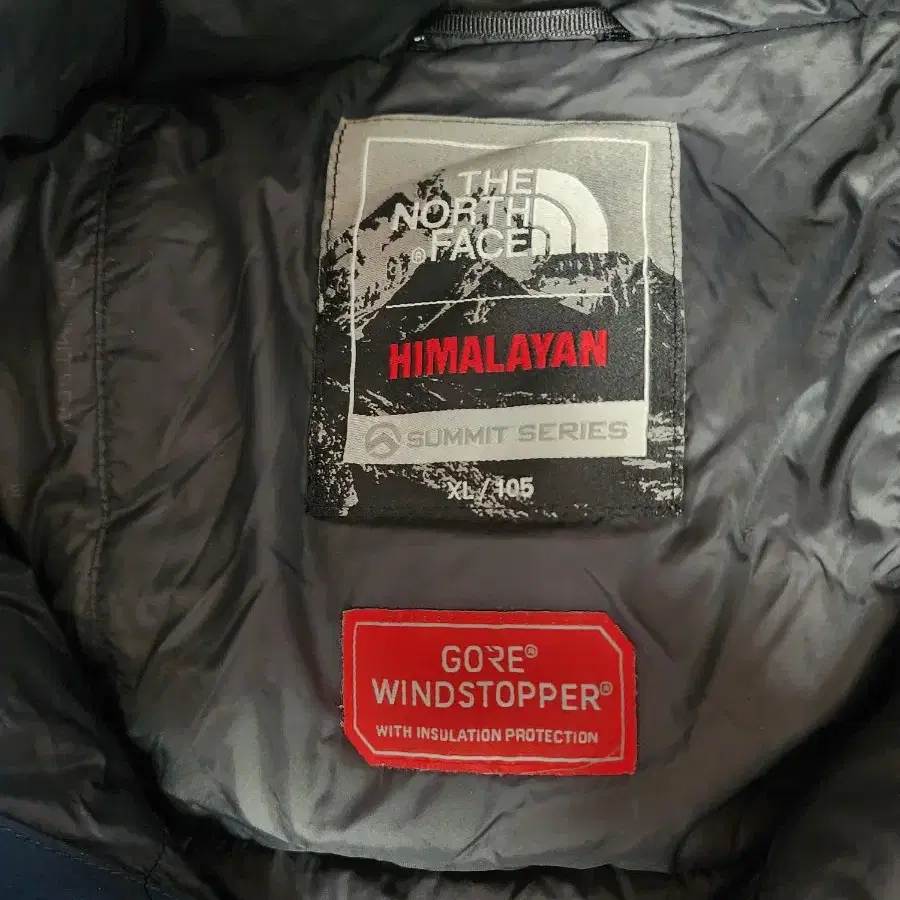 THE
NORTH
®FACE
HIMALAYAN
SUMMIT SERIES
XL/105
GORE®
WINDSTOPPER®
WITH INSULATION PROTECTION